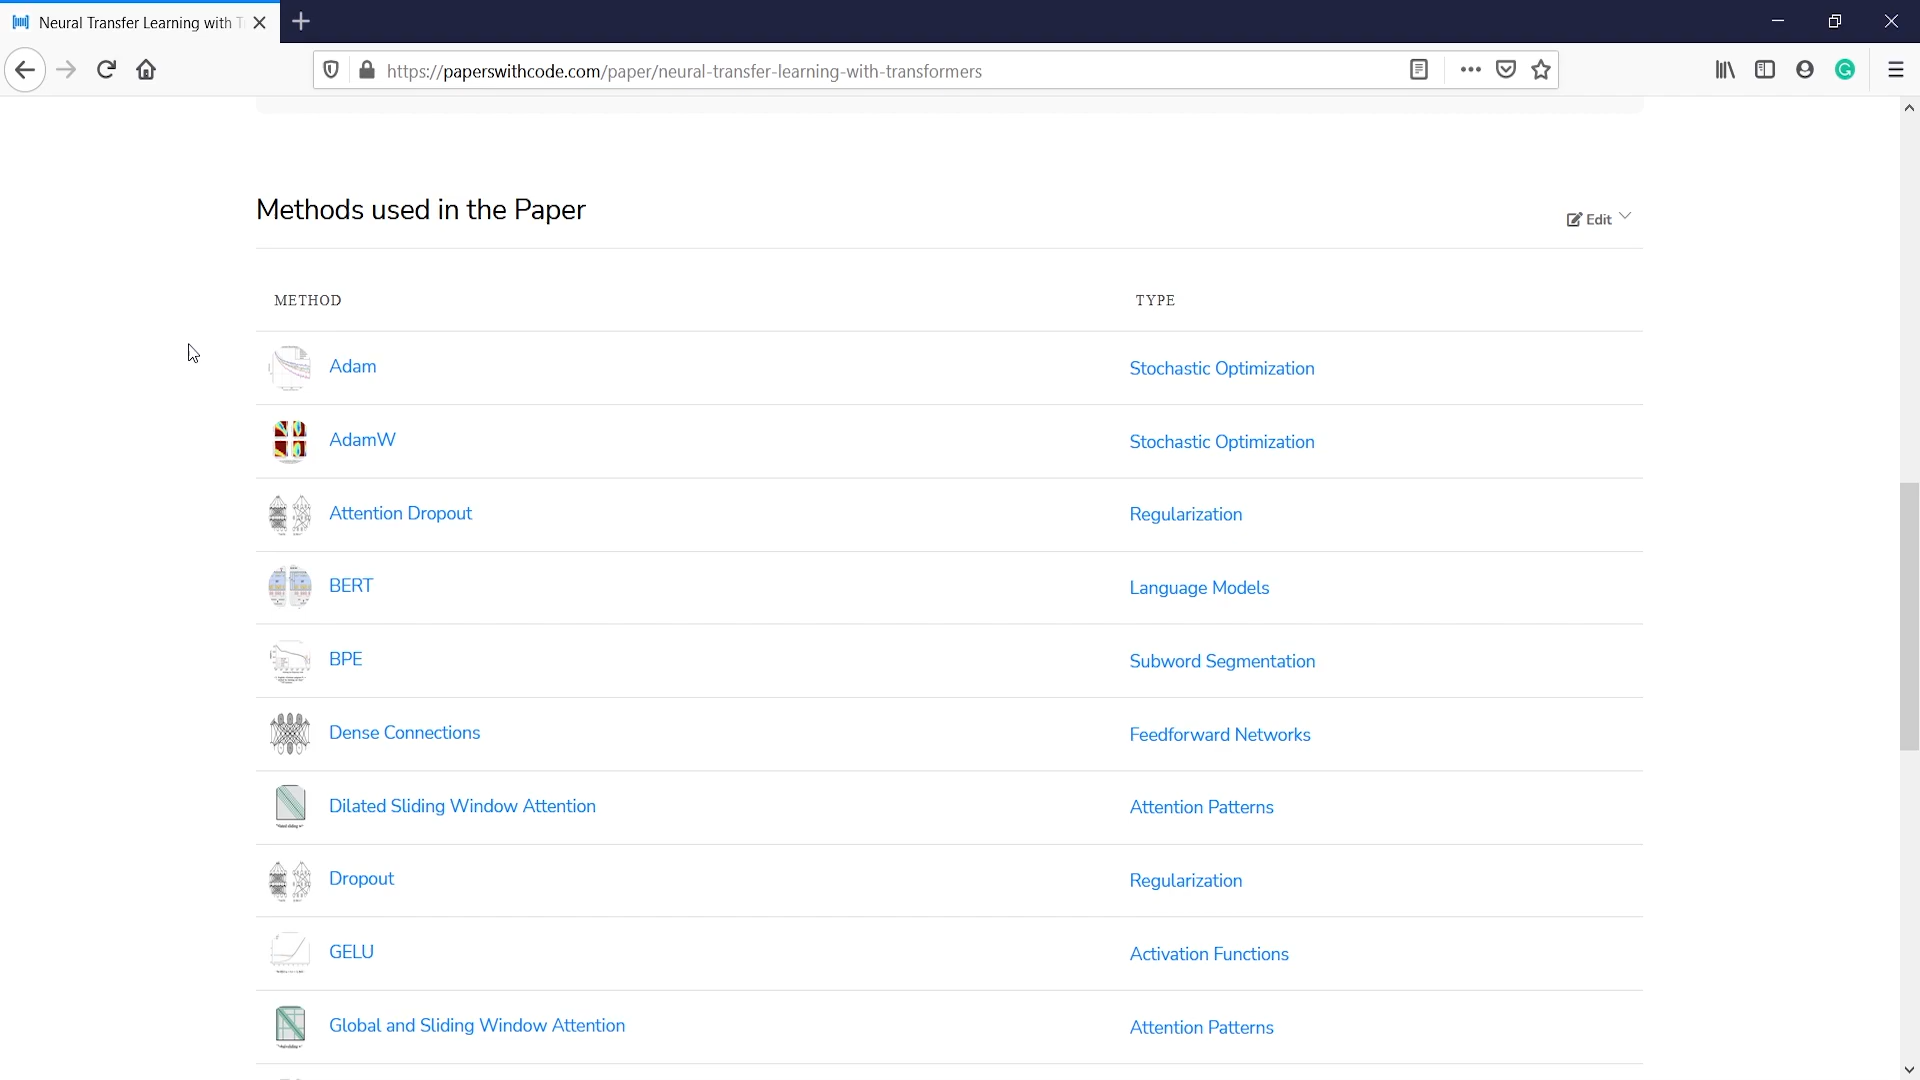 Neural Transfer Learning with T
https://paperswithcode.com/paper/neural-transfer-learning-with-transformers
Methods used in the Paper
Edit
METHOD TYPE
Adam Stochastic Optimization
AdamW Stochastic Optimization
Attention Dropout Regularization
BERT Language Models
BPE Subword Segmentation
Dense Connections Feedforward Networks
Dilated Sliding Window Attention Attention Patterns
Dropout Regularization
GELU Activation Functions
Global and Sliding Window Attention Attention Patterns